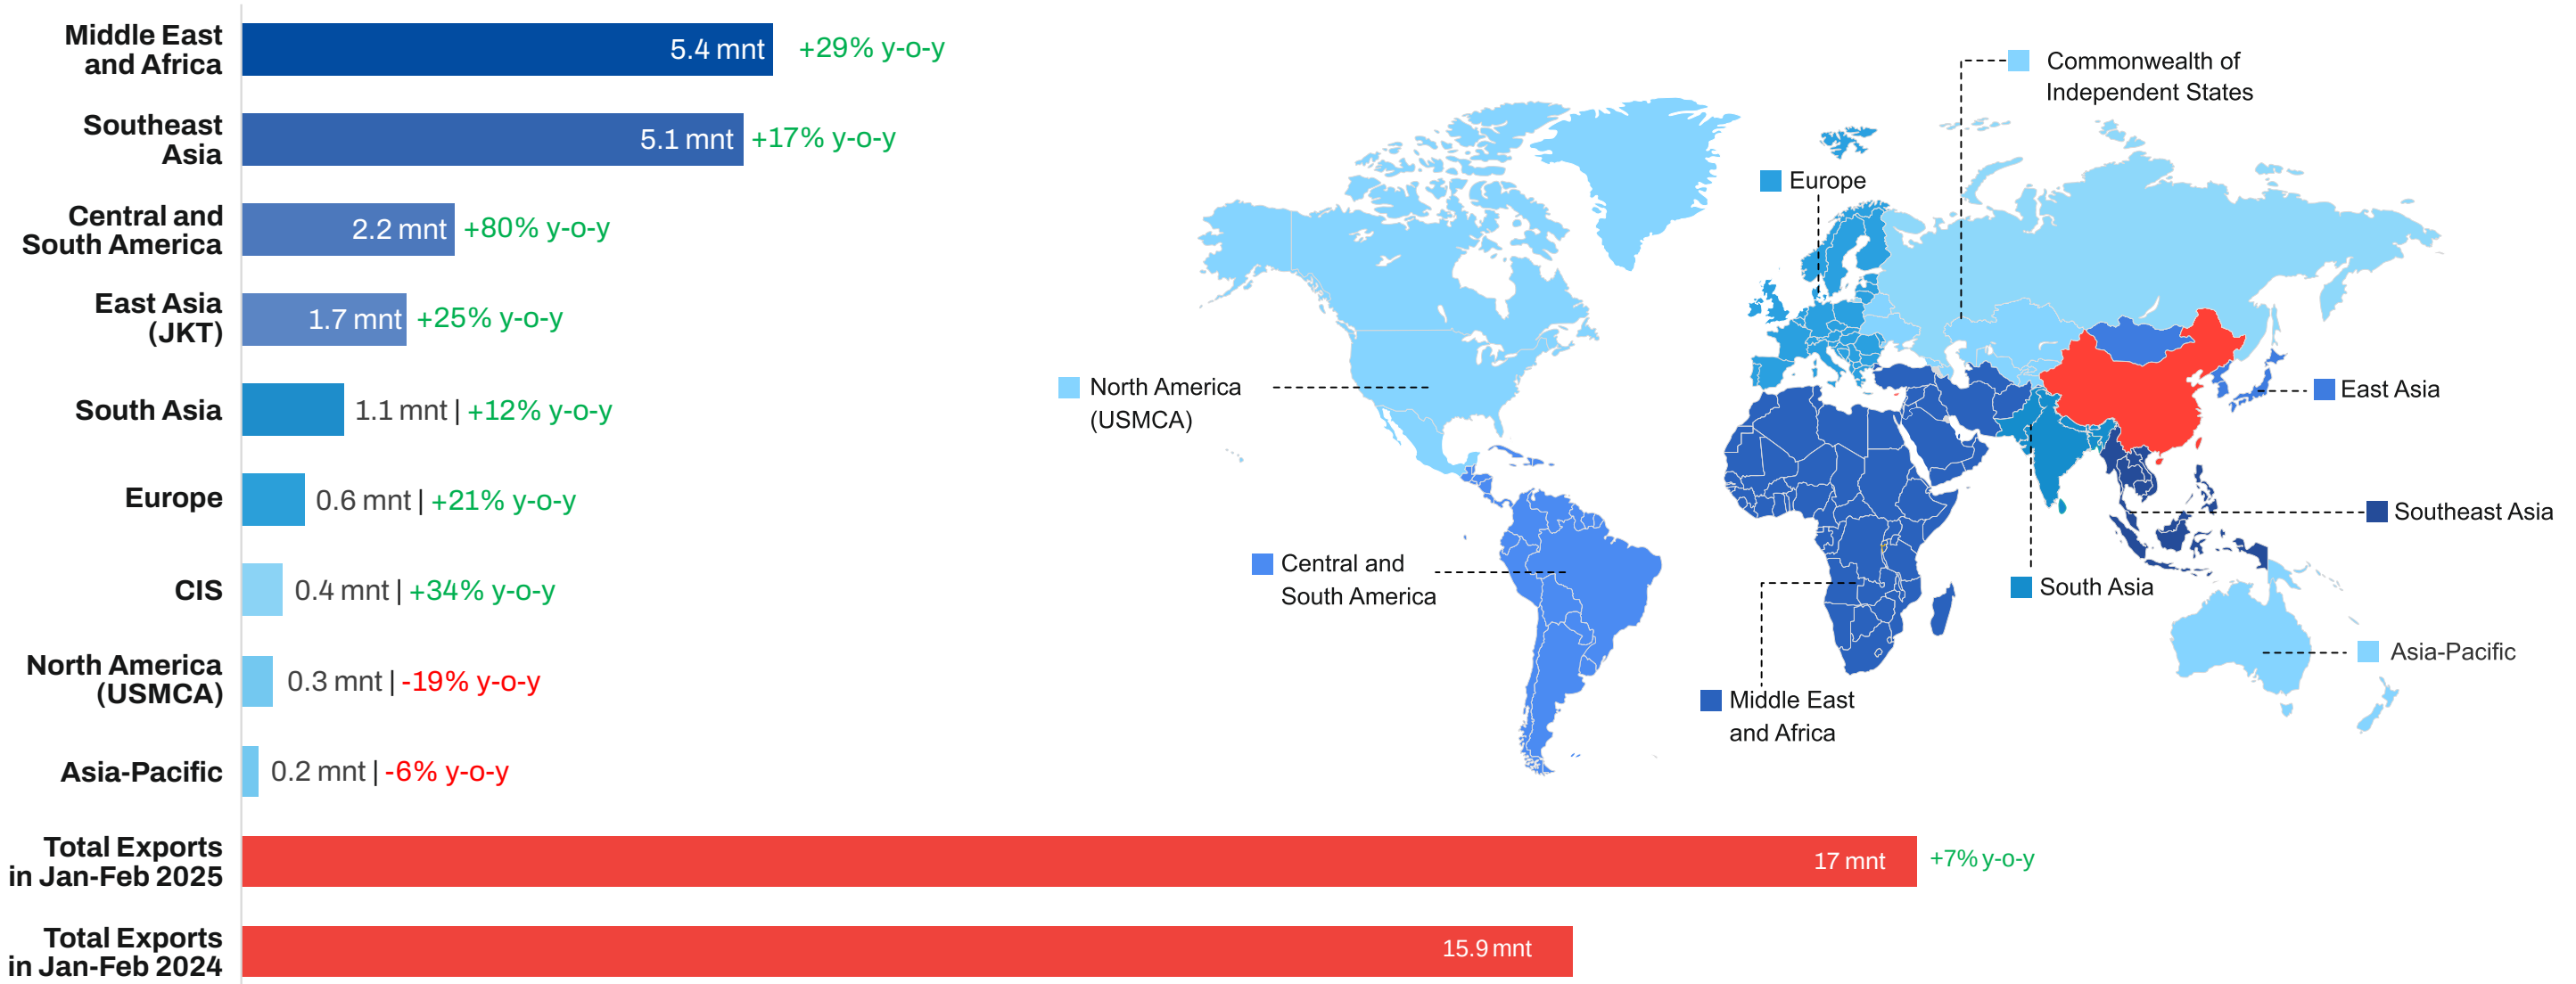 Middle East
and Africa
5.4 mnt
+29% y-o-y
Southeast
Asia
5.1 mnt
+17% y-o-y
Central and
South America
2.2 mnt
+80% y-o-y
East Asia
(JKT)
1.7 mnt
+25% y-o-y
South Asia
1.1 mnt | +12% y-o-y
Europe
0.6 mnt | +21% y-o-y
CIS
0.4 mnt | +34% y-o-y
North America
(USMCA)
0.3 mnt | -19% y-o-y
Asia-Pacific
0.2 mnt | -6% y-o-y
Total Exports
in Jan-Feb 2025
17 mnt
+7% y-o-y
Total Exports
in Jan-Feb 2024
15.9 mnt
Commonwealth of
Independent States
Europe
North America
(USMCA)
East Asia
Southeast Asia
Central and
South America
South Asia
Asia-Pacific
Middle East
and Africa